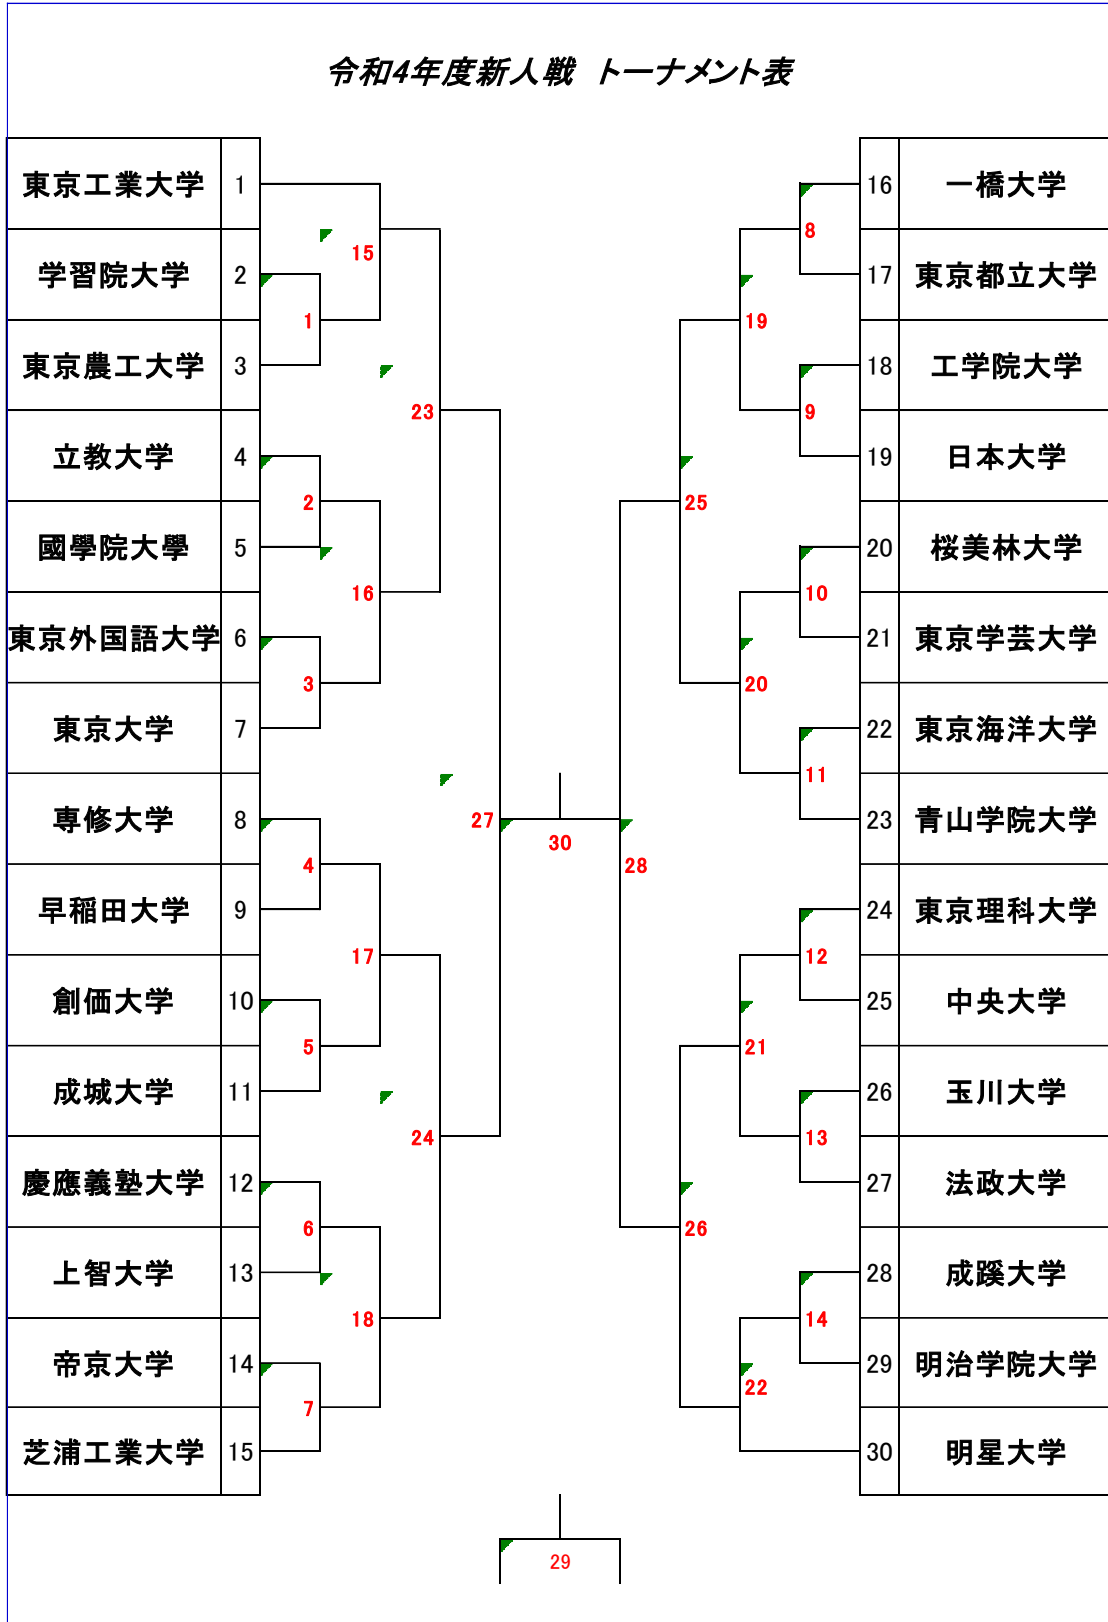 令和4年度新人戦 トーナメント表
東京工業大学 1
学習院大学 2
東京農工大学 3
立教大学 4
國學院大學 5
東京外国語大学 6
東京大学 7
専修大学 8
早稲田大学 9
創価大学 10
成城大学 11
慶應義塾大学 12
上智大学 13
帝京大学 14
芝浦工業大学 15
15
1
23
2
16
3
27
4
17
5
24
6
18
7
30
28
8
19
9
25
10
20
11
12
21
13
26
14
22
16 一橋大学
17 東京都立大学
18 工学院大学
19 日本大学
20 桜美林大学
21 東京学芸大学
22 東京海洋大学
23 青山学院大学
24 東京理科大学
25 中央大学
26 玉川大学
27 法政大学
28 成蹊大学
29 明治学院大学
30 明星大学
29